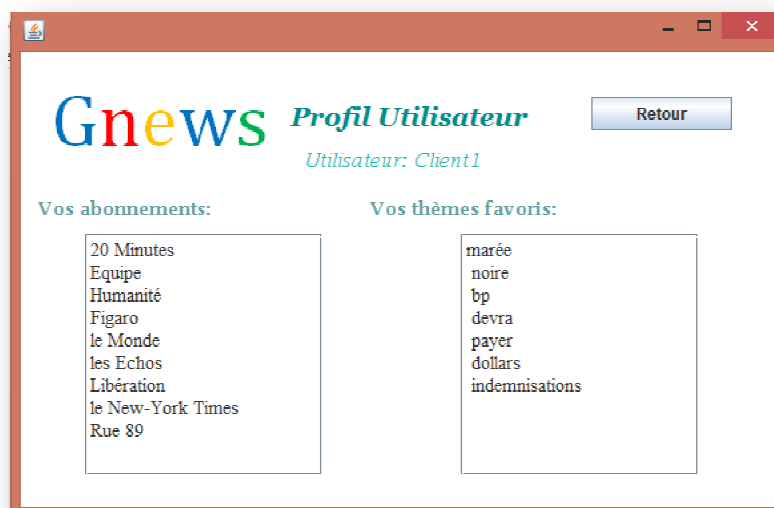 Gnews
Profil Utilisateur
Retour
Utilisateur: Client1
Vos abonnements:
20 Minutes
Equipe
Humanité
Figaro
le Monde
les Echos
Libération
le New-York Times
Rue 89
Vos thèmes favoris:
marée
noire
bp
devra
payer
dollars
indemnisations